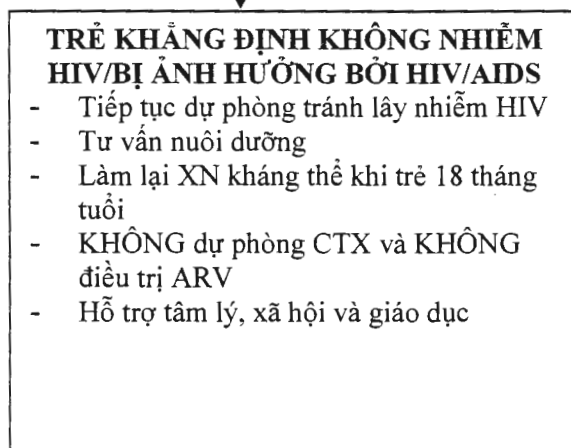 TRẺ KHẲNG ĐỊNH KHÔNG NHIỄM
HIV/BỊ ẢNH HƯỞNG BỞI HIV/AIDS
- Tiếp tục dự phòng tránh lây nhiễm HIV
- Tư vấn nuôi dưỡng
- Làm lại XN kháng thể khi trẻ 18 tháng
tuổi
- KHÔNG dự phòng CTX và KHÔNG
điều trị ARV
- Hỗ trợ tâm lý, xã hội và giáo dục